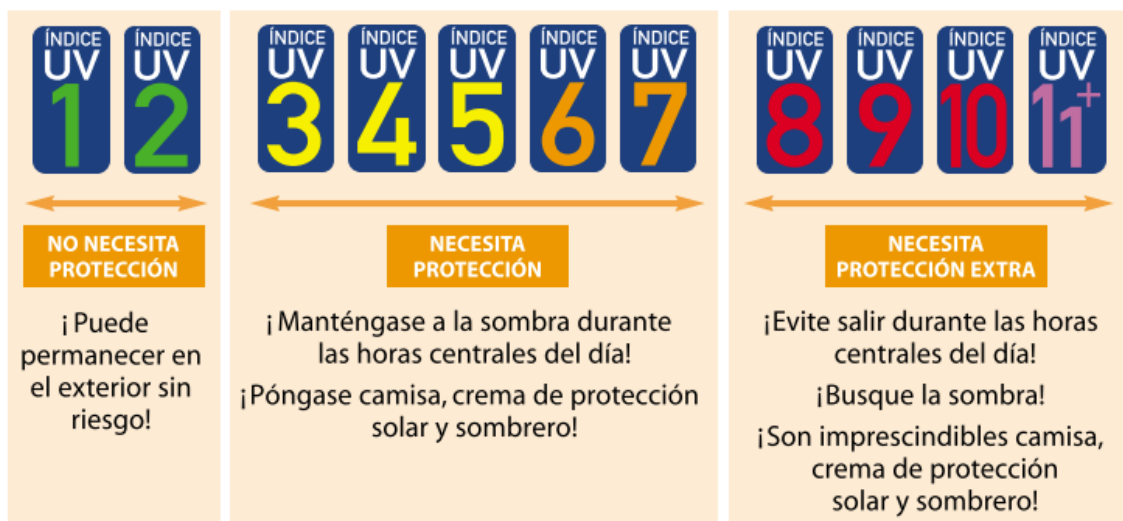 ÍNDICE
UV
1
ÍNDICE
UV
2
NO NECESITA
PROTECCIÓN
¡Puede
permanecer en
el exterior sin
riesgo!
ÍNDICE
UV
3
ÍNDICE
UV
4
ÍNDICE
UV
5
ÍNDICE
UV
6
ÍNDICE
UV
7
NECESITA
PROTECCIÓN
¡Manténgase a la sombra durante
las horas centrales del día!
¡Póngase camisa, crema de protección
solar y sombrero!
ÍNDICE
UV
8
ÍNDICE
UV
9
ÍNDICE
UV
10
ÍNDICE
UV
11+
NECESITA
PROTECCIÓN EXTRA
¡Evite salir durante las horas
centrales del día!
¡Busque la sombra!
¡Son imprescindibles camisa,
crema de protección
solar y sombrero!